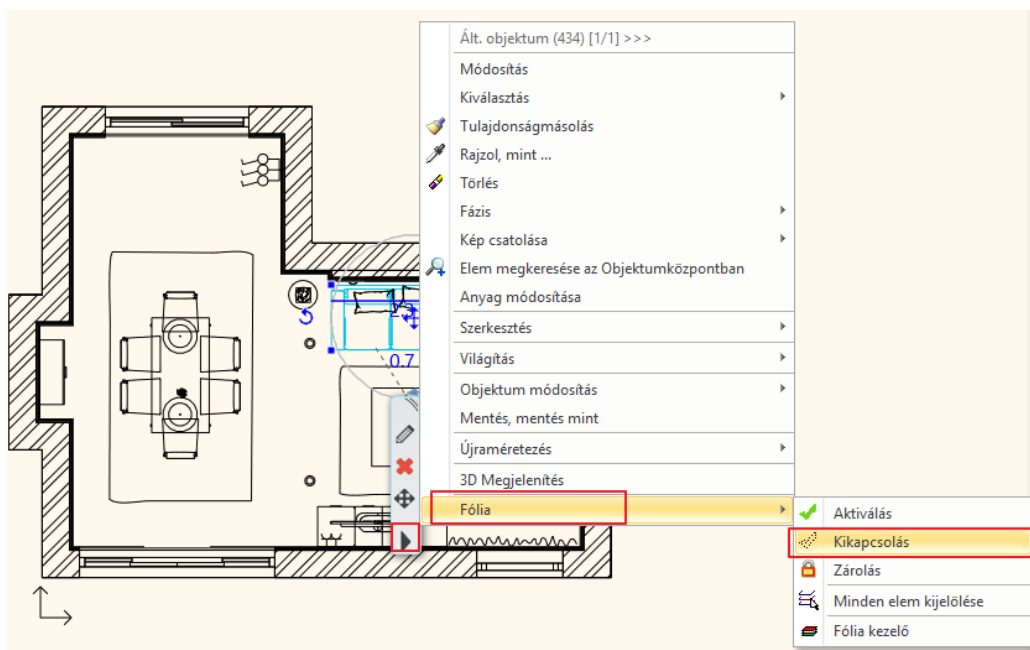 Ált. objektum (434) [1/1] >>>
Módosítás
Kiválasztás
Tulajdonságmásolás
Rajzol, mint ...
Törlés
Fázis
Kép csatolása
Elem megkeresése az Objektumközpontban
Anyag módosítása
Szerkesztés
Világítás
Objektum módosítás
Mentés, mentés mint
Újraméretezés
3D Megjelenítés
Fólia
Aktiválás
Kikapcsolás
Zárolás
Minden elem kijelölése
Fólia kezelő
0.7